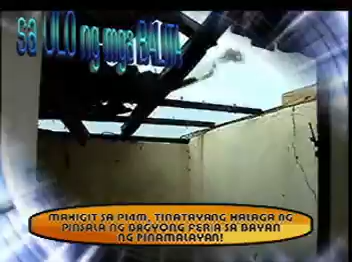 sa ULO ng mga BALITA
MAHIGIT SA P14M, TINATAYANG HALAGA NG
PINSALA NG BAGYONG FERIA SA BAYAN
NG PINAMALAYAN!